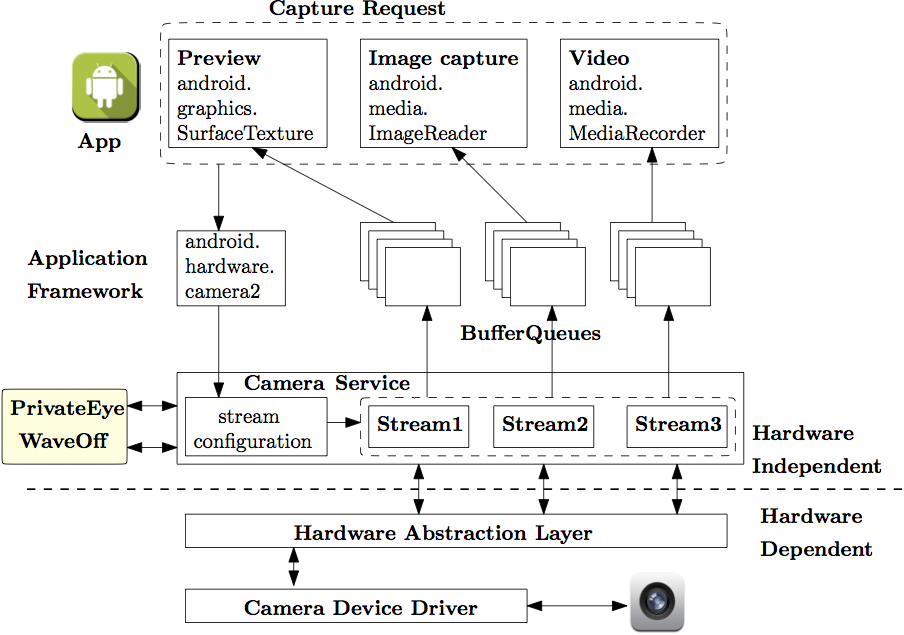 Capture Request
Preview
android.
graphics.
SurfaceTexture
Image capture
android.
media.
ImageReader
Video
android.
media.
MediaRecorder
App
Application
Framework
android.
hardware.
camera2
BufferQueues
Camera Service
PrivateEye
WaveOff
stream
configuration
Stream1
Stream2
Stream3
Hardware
Independent
Hardware
Dependent
Hardware Abstraction Layer
Camera Device Driver